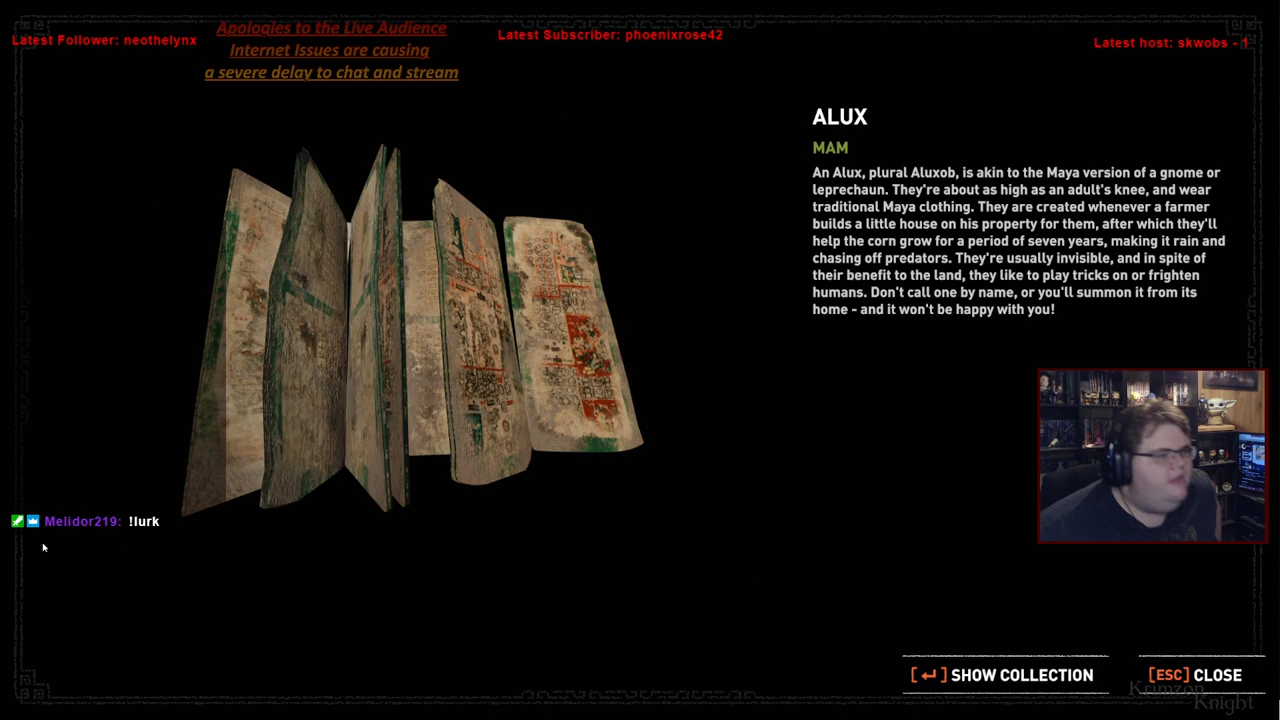 Apologies to the Live Audience
Internet Issues are causing
a severe delay to chat and stream
Latest Follower: neothelynx
Latest Subscriber: phoenixrose42
Latest host: skwobs - 1
ALUX
MAM
An Alux, plural Aluxob, is akin to the Maya version of a gnome or
leprechaun. They're about as high as an adult's knee, and wear
traditional Maya clothing. They are created whenever a farmer
builds a little house on his property for them, after which they'll
help the corn grow for a period of seven years, making it rain and
chasing off predators. They're usually invisible, and in spite of
their benefit to the land, they like to play tricks on or frighten
humans. Don't call one by name, or you'll summon it from its
home - and it won't be happy with you!
Melidor219: !lurk
[↵] SHOW COLLECTION
[ESC] CLOSE
Krimzon
Knight